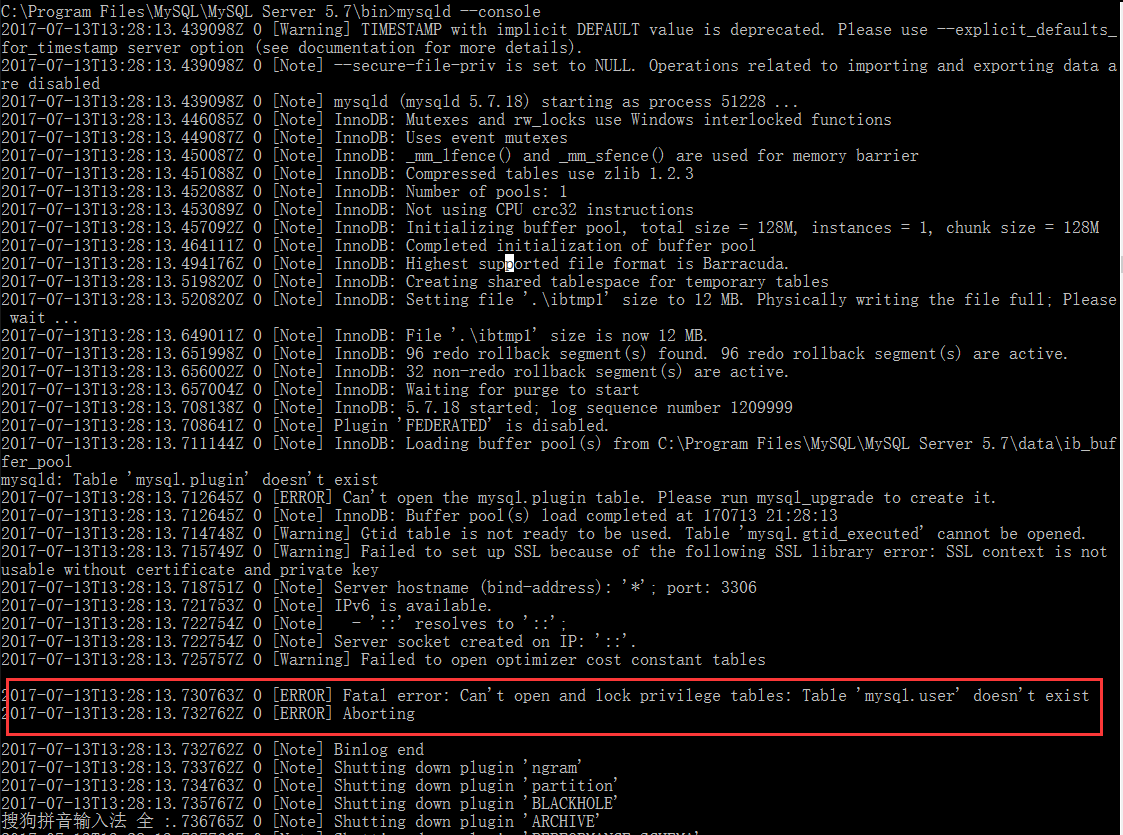 C:\Program Files\MySQL\MySQL Server 5.7\bin>mysqld --console
2017-07-13T13:28:13.439098Z 0 [Warning] TIMESTAMP with implicit DEFAULT value is deprecated. Please use --explicit_defaults_
for_timestamp server option (see documentation for more details).
2017-07-13T13:28:13.439098Z 0 [Note] --secure-file-priv is set to NULL. Operations related to importing and exporting data a
re disabled
2017-07-13T13:28:13.439098Z 0 [Note] mysqld (mysqld 5.7.18) starting as process 51228 ...
2017-07-13T13:28:13.446085Z 0 [Note] InnoDB: Mutexes and rw_locks use Windows interlocked functions
2017-07-13T13:28:13.449087Z 0 [Note] InnoDB: Uses event mutexes
2017-07-13T13:28:13.450087Z 0 [Note] InnoDB: _mm_lfence() and _mm_sfence() are used for memory barrier
2017-07-13T13:28:13.451088Z 0 [Note] InnoDB: Compressed tables use zlib 1.2.3
2017-07-13T13:28:13.452088Z 0 [Note] InnoDB: Number of pools: 1
2017-07-13T13:28:13.453089Z 0 [Note] InnoDB: Not using CPU crc32 instructions
2017-07-13T13:28:13.457092Z 0 [Note] InnoDB: Initializing buffer pool, total size = 128M, instances = 1, chunk size = 128M
2017-07-13T13:28:13.464111Z 0 [Note] InnoDB: Completed initialization of buffer pool
2017-07-13T13:28:13.494176Z 0 [Note] InnoDB: Highest supported file format is Barracuda.
2017-07-13T13:28:13.519820Z 0 [Note] InnoDB: Creating shared tablespace for temporary tables
2017-07-13T13:28:13.520820Z 0 [Note] InnoDB: Setting file '.\ibtmp1' size to 12 MB. Physically writing the file full; Please
 wait ...
2017-07-13T13:28:13.649011Z 0 [Note] InnoDB: File '.\ibtmp1' size is now 12 MB.
2017-07-13T13:28:13.651998Z 0 [Note] InnoDB: 96 redo rollback segment(s) found. 96 redo rollback segment(s) are active.
2017-07-13T13:28:13.656002Z 0 [Note] InnoDB: 32 non-redo rollback segment(s) are active.
2017-07-13T13:28:13.657004Z 0 [Note] InnoDB: Waiting for purge to start
2017-07-13T13:28:13.708138Z 0 [Note] InnoDB: 5.7.18 started; log sequence number 1209999
2017-07-13T13:28:13.708641Z 0 [Note] Plugin 'FEDERATED' is disabled.
2017-07-13T13:28:13.711144Z 0 [Note] InnoDB: Loading buffer pool(s) from C:\Program Files\MySQL\MySQL Server 5.7\data\ib_buf
fer_pool
mysqld: Table 'mysql.plugin' doesn't exist
2017-07-13T13:28:13.712645Z 0 [ERROR] Can't open the mysql.plugin table. Please run mysql_upgrade to create it.
2017-07-13T13:28:13.712645Z 0 [Note] InnoDB: Buffer pool(s) load completed at 170713 21:28:13
2017-07-13T13:28:13.714748Z 0 [Warning] Gtid table is not ready to be used. Table 'mysql.gtid_executed' cannot be opened.
2017-07-13T13:28:13.715749Z 0 [Warning] Failed to set up SSL because of the following SSL library error: SSL context is not
usable without certificate and private key
2017-07-13T13:28:13.718751Z 0 [Note] Server hostname (bind-address): '*'; port: 3306
2017-07-13T13:28:13.721753Z 0 [Note] IPv6 is available.
2017-07-13T13:28:13.722754Z 0 [Note]   - '::' resolves to '::';
2017-07-13T13:28:13.722754Z 0 [Note] Server socket created on IP: '::'.
2017-07-13T13:28:13.725757Z 0 [Warning] Failed to open optimizer cost constant tables
2017-07-13T13:28:13.730763Z 0 [ERROR] Fatal error: Can't open and lock privilege tables: Table 'mysql.user' doesn't exist
2017-07-13T13:28:13.732762Z 0 [ERROR] Aborting
2017-07-13T13:28:13.732762Z 0 [Note] Binlog end
2017-07-13T13:28:13.733762Z 0 [Note] Shutting down plugin 'ngram'
2017-07-13T13:28:13.734763Z 0 [Note] Shutting down plugin 'partition'
2017-07-13T13:28:13.735767Z 0 [Note] Shutting down plugin 'BLACKHOLE'
搜狗拼音输入法 全 :.736765Z 0 [Note] Shutting down plugin 'ARCHIVE'